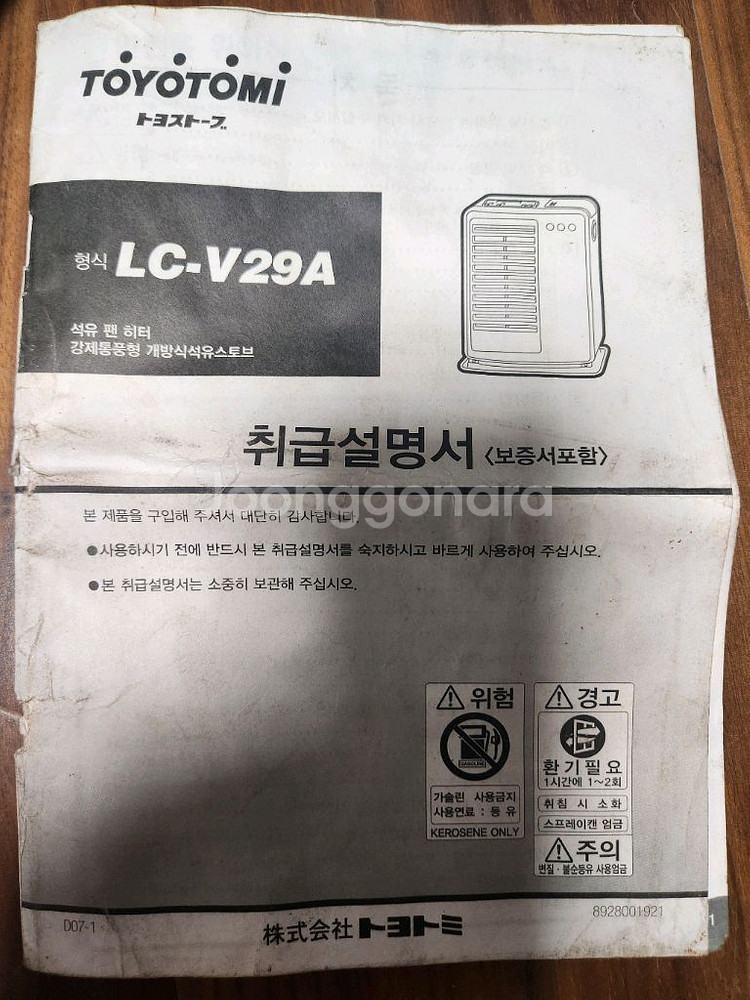 TOYOTOMi
トヨストーブ
형식 LC-V29A
석유 팬 히터
강제통풍형 개방식석유스토브
취급설명서 〈보증서포함〉
Joonggonara
본 제품을 구입해 주셔서 대단히 감사합니다.
●사용하시기 전에 반드시 본 취급설명서를 숙지하시고 바르게 사용하여 주십시오.
●본 취급설명서는 소중히 보관해 주십시오.
위험
GASOLINE
가솔린 사용금지
사용연료 : 등유
KEROSENE ONLY
경고
환기필요
1시간에 1~2회
취침 시 소화
스프레이캔 엄금
주의
변질·불순등유 사용엄금
D07-1
株式会社 トヨトミ
8928001921
1